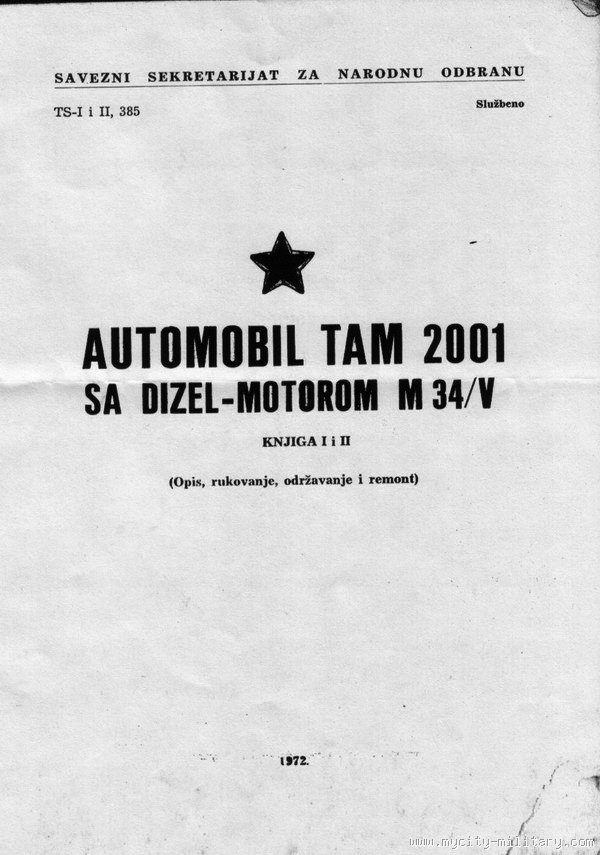 SAVEZNI SEKRETARIJAT ZA NARODNU ODBRANU
TS-I i II, 385
Službeno
AUTOMOBIL TAM 2001
SA DIZEL-MOTOROM M 34/V
KNJIGA I i II
(Opis, rukovanje, održavanje i remont)
1972.
www.mycity-military.com